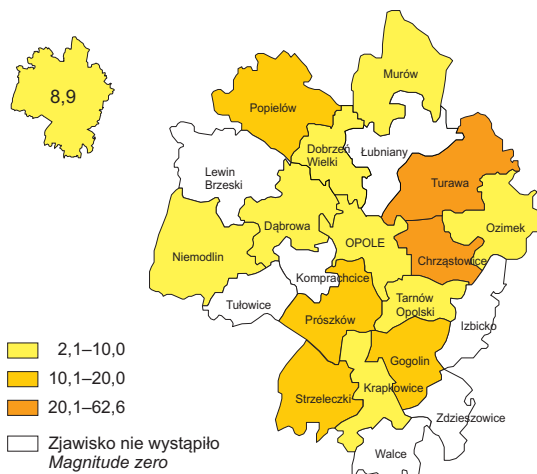 8,9
Murów
Popielów
Dobrzeń
Wielki
Łubniany
Lewin
Brzeski
Turawa
Dąbrowa
OPOLE
Ozimek
Niemodlin
Chrząstowice
Komprachcice
Tułowice
Tarnów
Opolski
Izbicko
Prószków
Gogolin
Strzeleczki
Krapkowice
Zdzieszowice
Walce
2,1–10,0
10,1–20,0
20,1–62,6
Zjawisko nie wystąpiło
Magnitude zero